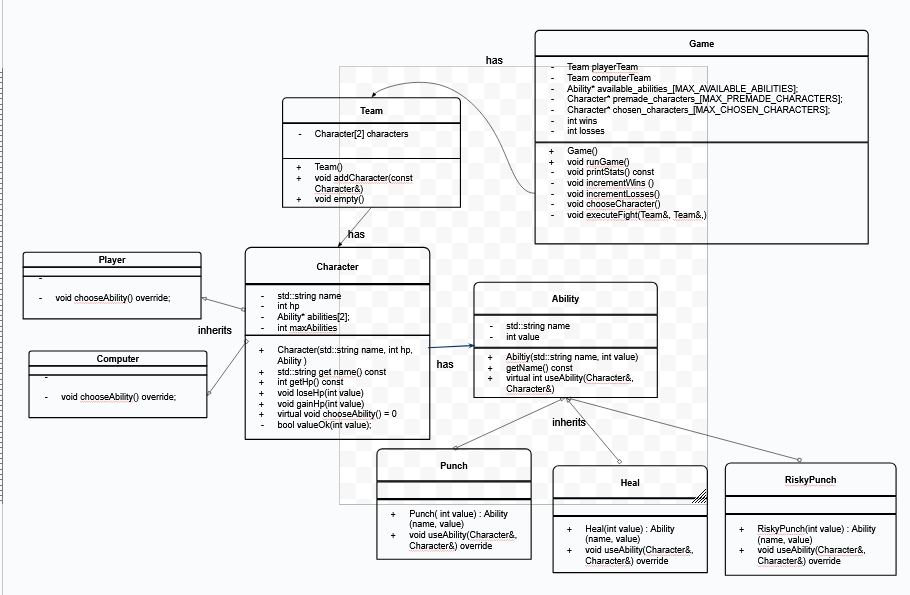 Game
- Team playerTeam
- Team computerTeam
- Ability* available_abilities_[MAX_AVAILABLE_ABILITIES];
- Character* premade_characters_[MAX_PREMADE_CHARACTERS];
- Character* chosen_characters_[MAX_CHOSEN_CHARACTERS];
- int wins
- int losses
+ Game()
+ void runGame()
- void printStats() const
- void incrementWins ()
- void incrementLosses()
- void chooseCharacter()
- void executeFight(Team&, Team&,)
has
Team
- Character[2] characters
+ Team()
+ void addCharacter(const
Character&)
+ void empty()
has
Player
-
- void chooseAbility() override;
inherits
Computer
-
- void chooseAbility() override;
Character
- std::string name
- int hp
- Ability* abilities[2];
- int maxAbilities
+ Character(std::string name, int hp,
Ability )
+ std::string get name() const
+ int getHp() const
+ void loseHp(int value)
+ void gainHp(int value)
+ virtual void chooseAbility() = 0
- bool valueOk(int value);
has
Ability
- std::string name
- int value
+ Abiltiy(std::string name, int value)
+ getName() const
+ virtual int useAbility(Character&,
Character&)
inherits
Punch
+ Punch( int value) : Ability
(name, value)
+ void useAbility(Character&,
Character&) override
Heal
+ Heal(int value) : Ability
(name, value)
+ void useAbility(Character&,
Character&) override
RiskyPunch
+ RiskyPunch(int value) : Ability
(name, value)
+ void useAbility(Character&,
Character&) override